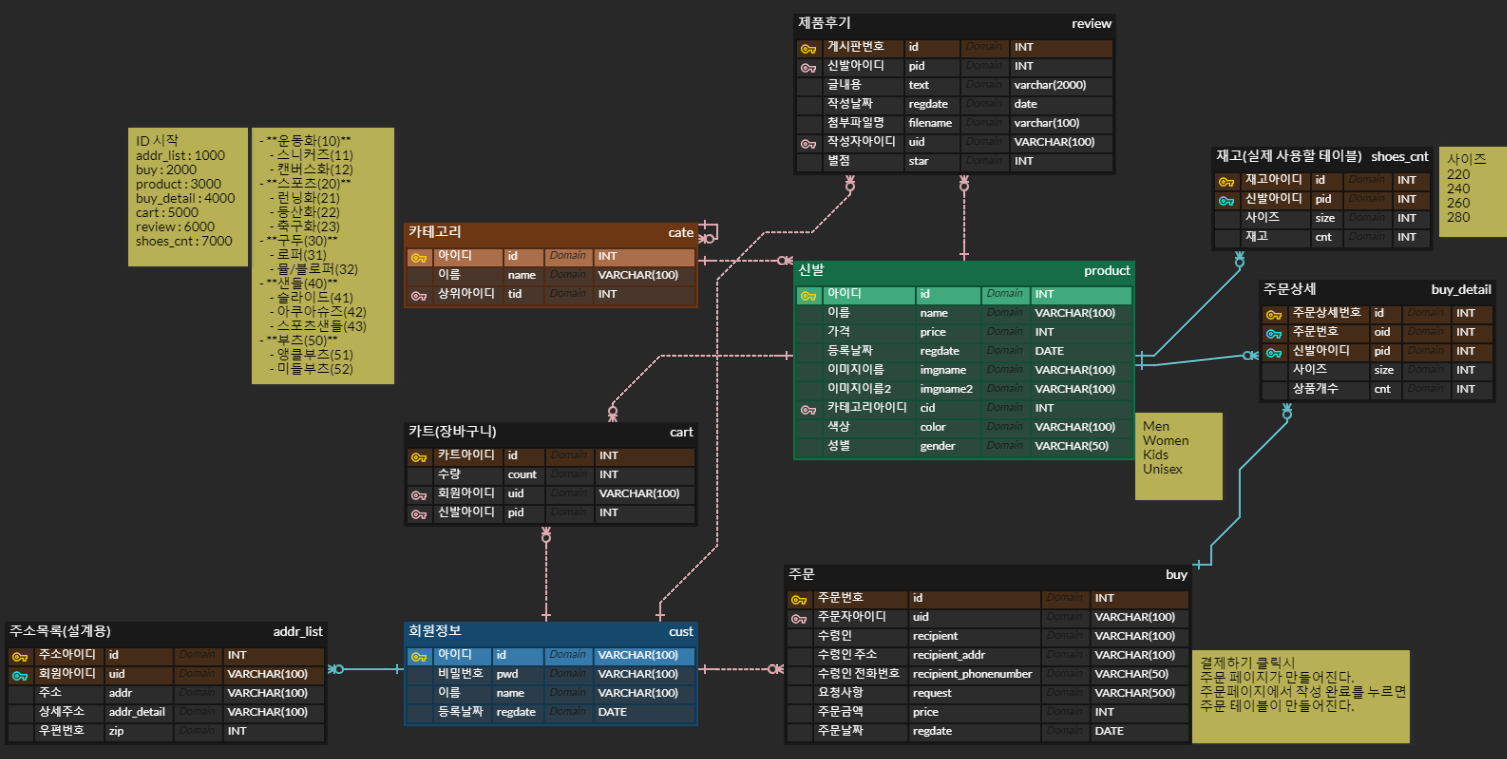 제품후기 review
게시판번호 id Domain INT
신발아이디 pid Domain INT
글내용 text Domain varchar(2000)
작성날짜 regdate Domain date
첨부파일명 filename Domain varchar(100)
작성자아이디 uid Domain VARCHAR(100)
별점 star Domain INT
ID 시작
addr_list : 1000
buy : 2000
product : 3000
buy_detail : 4000
cart : 5000
review : 6000
shoes_cnt : 7000
- **운동화(10)**
- 스니커즈(11)
- 캔버스화(12)
- **스포츠(20)**
- 런닝화(21)
- 등산화(22)
- 축구화(23)
- **구두(30)**
- 로퍼(31)
- 뮬/블로퍼(32)
- **샌들(40)**
- 슬라이드(41)
- 아쿠아슈즈(42)
- 스포츠샌들(43)
- **부츠(50)**
- 앵클부츠(51)
- 미들부츠(52)
재고(실제 사용할 테이블) shoes_cnt
재고아이디 id Domain INT
신발아이디 pid Domain INT
사이즈 size Domain INT
재고 cnt Domain INT
사이즈
220
240
260
280
카테고리 cate
아이디 id Domain INT
이름 name Domain VARCHAR(100)
상위아이디 tid Domain INT
신발 product
아이디 id Domain INT
이름 name Domain VARCHAR(100)
가격 price Domain INT
등록날짜 regdate Domain DATE
이미지이름 imgname Domain VARCHAR(100)
이미지이름2 imgname2 Domain VARCHAR(100)
카테고리아이디 cid Domain INT
색상 color Domain VARCHAR(100)
성별 gender Domain VARCHAR(50)
주문상세 buy_detail
주문상세번호 id Domain INT
주문번호 oid Domain INT
신발아이디 pid Domain INT
사이즈 size Domain INT
상품개수 cnt Domain INT
Men
Women
Kids
Unisex
카트(장바구니) cart
카트아이디 id Domain INT
수량 count Domain INT
회원아이디 uid Domain VARCHAR(100)
신발아이디 pid Domain INT
주소목록(설계용) addr_list
주소아이디 id Domain INT
회원아이디 uid Domain VARCHAR(100)
주소 addr Domain VARCHAR(100)
상세주소 addr_detail Domain VARCHAR(100)
우편번호 zip Domain INT
회원정보 cust
아이디 id Domain VARCHAR(100)
비밀번호 pwd Domain VARCHAR(100)
이름 name Domain VARCHAR(100)
등록날짜 regdate Domain DATE
주문 buy
주문번호 id Domain INT
주문자아이디 uid Domain VARCHAR(100)
수령인 recipient Domain VARCHAR(100)
수령인 주소 recipient_addr Domain VARCHAR(100)
수령인 전화번호 recipient_phonenumber Domain VARCHAR(50)
요청사항 request Domain VARCHAR(500)
주문금액 price Domain INT
주문날짜 regdate Domain DATE
결제하기 클릭시
주문 페이지가 만들어진다.
주문페이지에서 작성 완료를 누르면
주문 테이블이 만들어진다.